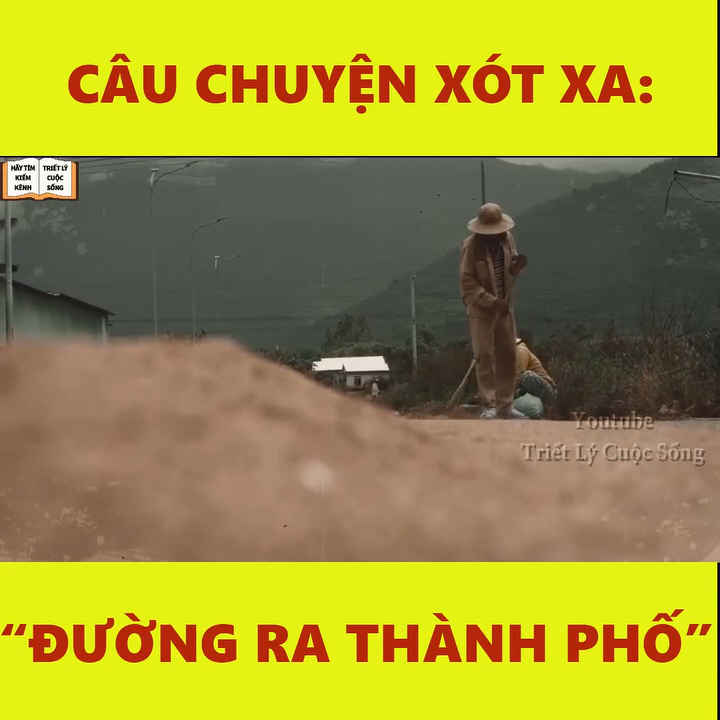 CÂU CHUYỆN XÓT XA:
HÃY TÌM
KIẾM
KÊNH
TRIẾT LÝ
CUỘC
SỐNG
Youtube
Triết Lý Cuộc Sống
“ĐƯỜNG RA THÀNH PHỐ”